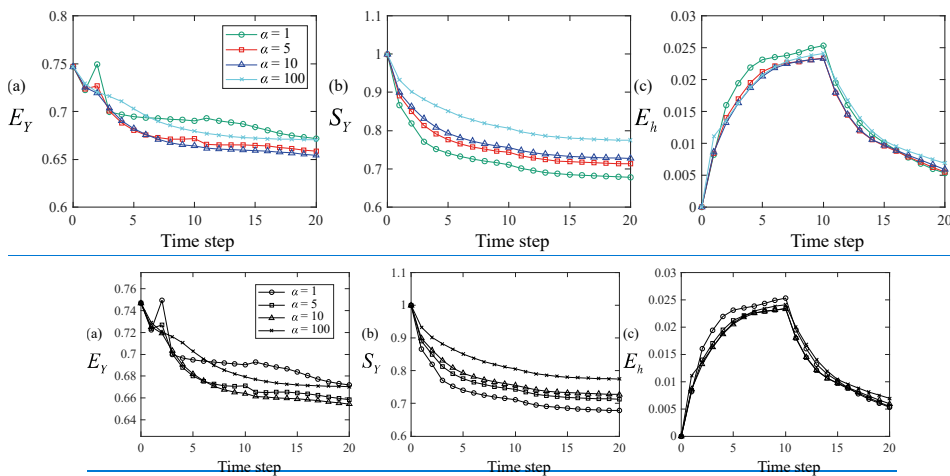 0.8
0.75
0.7
0.65
0.6
(a)
E_Y
α = 1
α = 5
α = 10
α = 100
0 5 10 15 20
Time step
1.1
1
0.9
0.8
0.7
0.6
(b)
S_Y
0 5 10 15 20
Time step
0.03
0.025
0.02
0.015
0.01
0.005
0
(c)
E_h
0 5 10 15 20
Time step
0.76
0.74
0.72
0.7
0.68
0.66
0.64
(a)
E_Y
α = 1
α = 5
α = 10
α = 100
0 5 10 15 20
Time step
1.1
1
0.9
0.8
0.7
0.6
(b)
S_Y
0 5 10 15 20
Time step
0.03
0.025
0.02
0.015
0.01
0.005
0
(c)
E_h
0 5 10 15 20
Time step